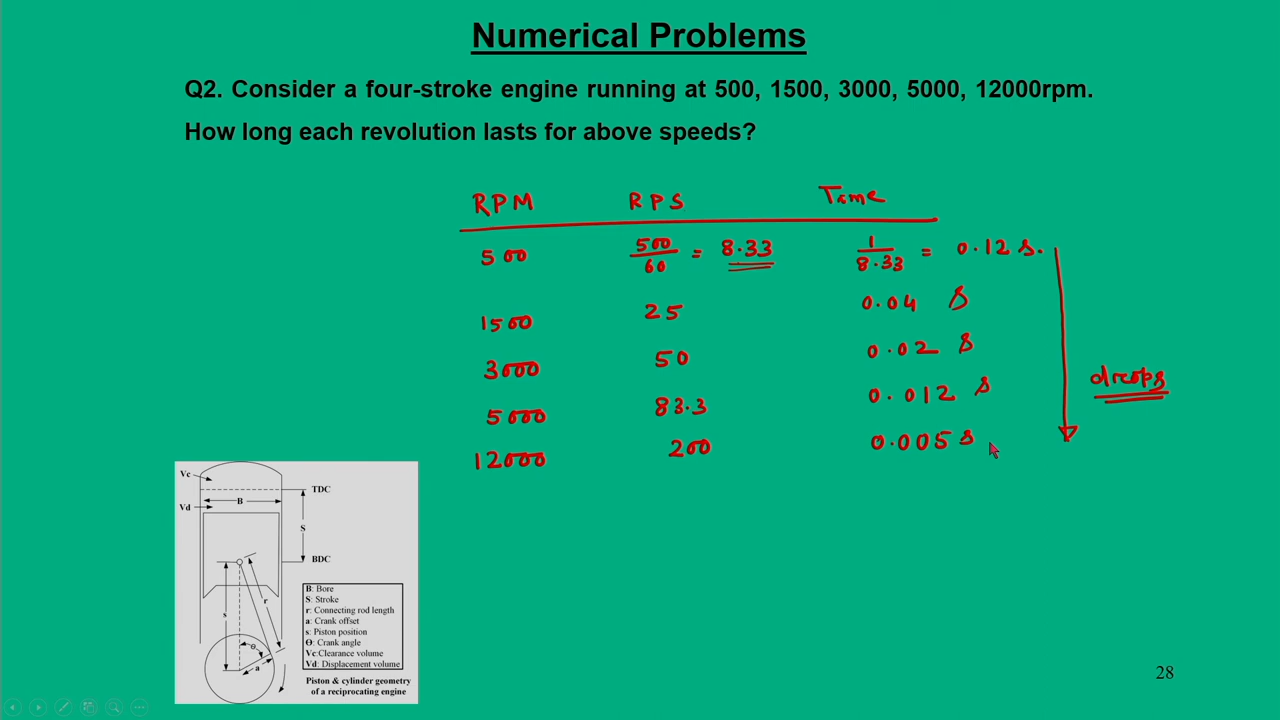 Numerical Problems
Q2. Consider a four-stroke engine running at 500, 1500, 3000, 5000, 12000rpm.
How long each revolution lasts for above speeds?
RPM RPS Time
500 500/60 = 8.33 1/8.33 = 0.12 s.
1500 25 0.04 s
3000 50 0.02 s
5000 83.3 0.012 s
12000 200 0.005 s
drops
Vc
TDC
B
Vd
S
BDC
r
s
θ
a
B: Bore
S: Stroke
r: Connecting rod length
a: Crank offset
s: Piston position
Θ: Crank angle
Vc:Clearance volume
Vd: Displacement volume
Piston & cylinder geometry
of a reciprocating engine
28